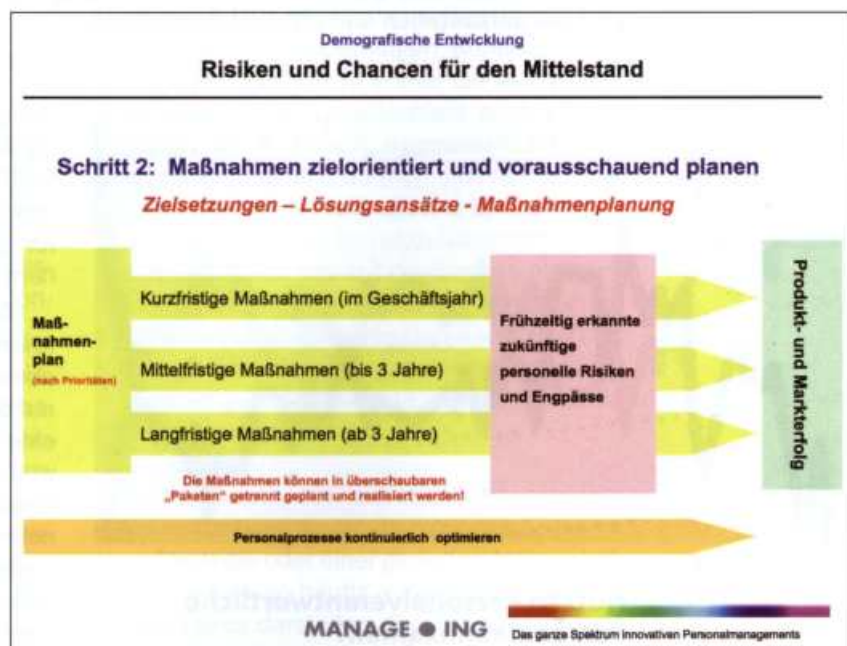 Demografische Entwicklung
Risiken und Chancen für den Mittelstand
Schritt 2: Maßnahmen zielorientiert und vorausschauend planen
Zielsetzungen – Lösungsansätze - Maßnahmenplanung
Maß-
nahmen-
plan
(nach Prioritäten)
Kurzfristige Maßnahmen (im Geschäftsjahr)
Mittelfristige Maßnahmen (bis 3 Jahre)
Langfristige Maßnahmen (ab 3 Jahre)
Frühzeitig erkannte
zukünftige
personelle Risiken
und Engpässe
Produkt- und Markterfolg
Die Maßnahmen können in überschaubaren
„Paketen“ getrennt geplant und realisiert werden!
Personalprozesse kontinuierlich optimieren
MANAGE ● ING
Das ganze Spektrum innovativen Personalmanagements